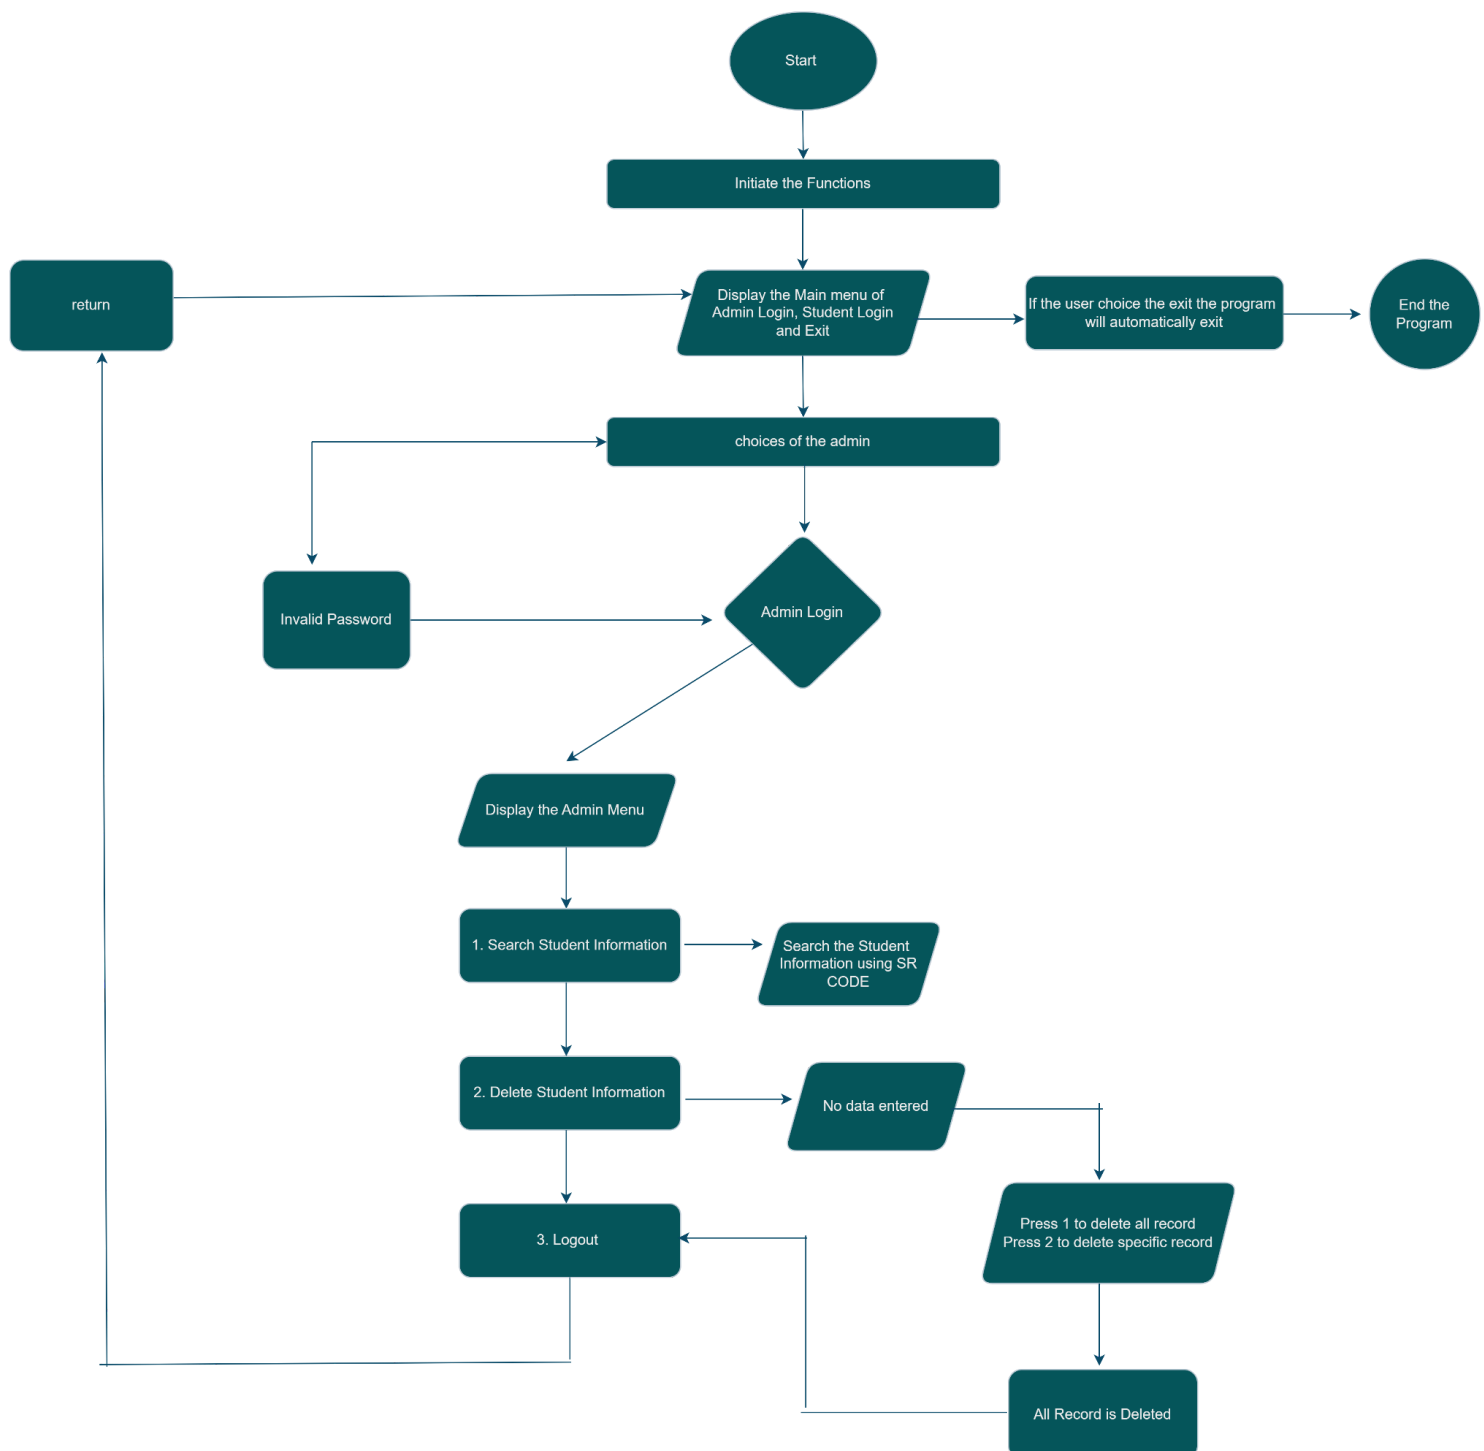 Start
Initiate the Functions
return
Display the Main menu of
Admin Login, Student Login
and Exit
If the user choice the exit the program
will automatically exit
End the
Program
choices of the admin
Invalid Password
Admin Login
Display the Admin Menu
1. Search Student Information
Search the Student
Information using SR
CODE
2. Delete Student Information
No data entered
Press 1 to delete all record
Press 2 to delete specific record
3. Logout
All Record is Deleted